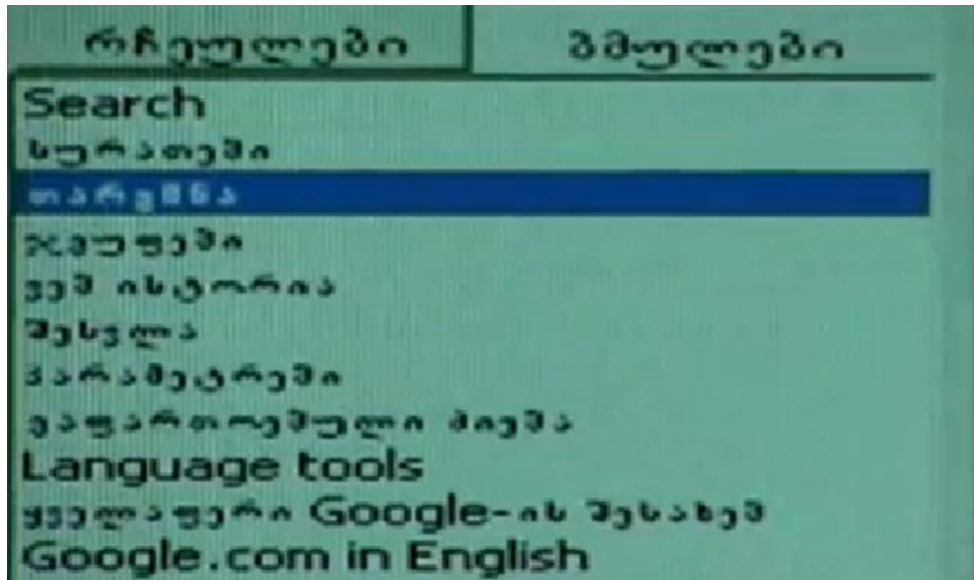 რჩეულები ბმულები
Search
სურათები
თარგმნა
ჯგუფები
ვებ ისტორია
შესვლა
პარამეტრები
გაფართოებული ძიება
Language tools
ყველაფერი Google-ის შესახებ
Google.com in English